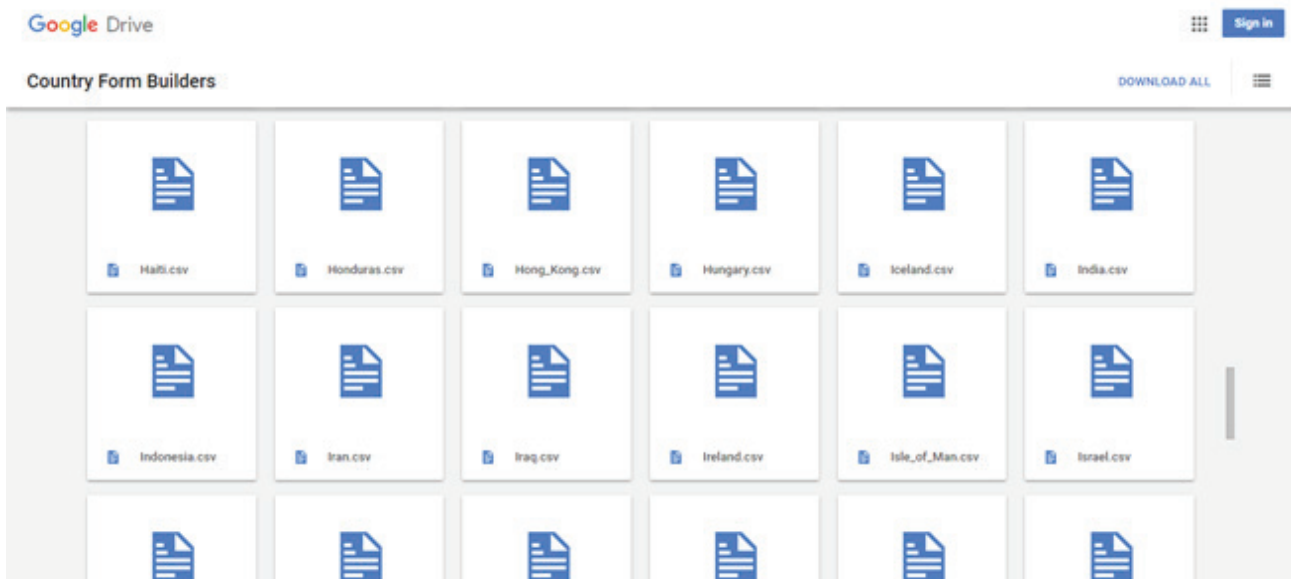 Google Drive
Sign in
Country Form Builders
DOWNLOAD ALL
Haiti.csv
Honduras.csv
Hong_Kong.csv
Hungary.csv
Iceland.csv
India.csv
Indonesia.csv
Iran.csv
Iraq.csv
Ireland.csv
Isle_of_Man.csv
Israel.csv